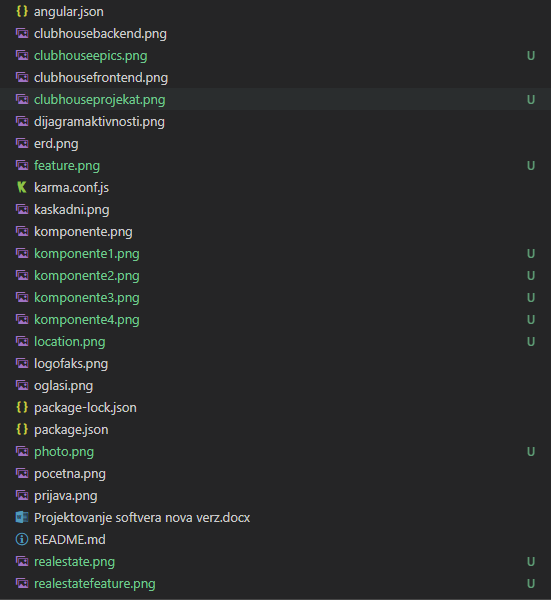 angular.json
clubhousebackend.png
clubhouseepics.png U
clubhousefrontend.png
clubhouseprojekat.png U
dijagramaktivnosti.png
erd.png
feature.png U
karma.conf.js
kaskadni.png
komponente.png
komponente1.png U
komponente2.png U
komponente3.png U
komponente4.png U
location.png U
logofaks.png
oglasi.png
package-lock.json
package.json
photo.png U
pocetna.png
prijava.png
Projektovanje softvera nova verz.docx
README.md
realestate.png U
realestatefeature.png U